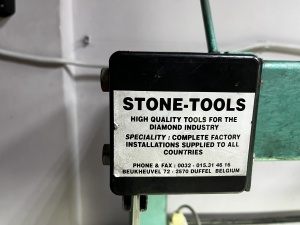 STONE-TOOLS
HIGH QUALITY TOOLS FOR THE
DIAMOND INDUSTRY
SPECIALITY : COMPLETE FACTORY
INSTALLATIONS SUPPLIED TO ALL
COUNTRIES
PHONE & FAX : 0032 - 015.31 46 16
BEUKHEUVEL 72 - 2570 DUFFEL BELGIUM